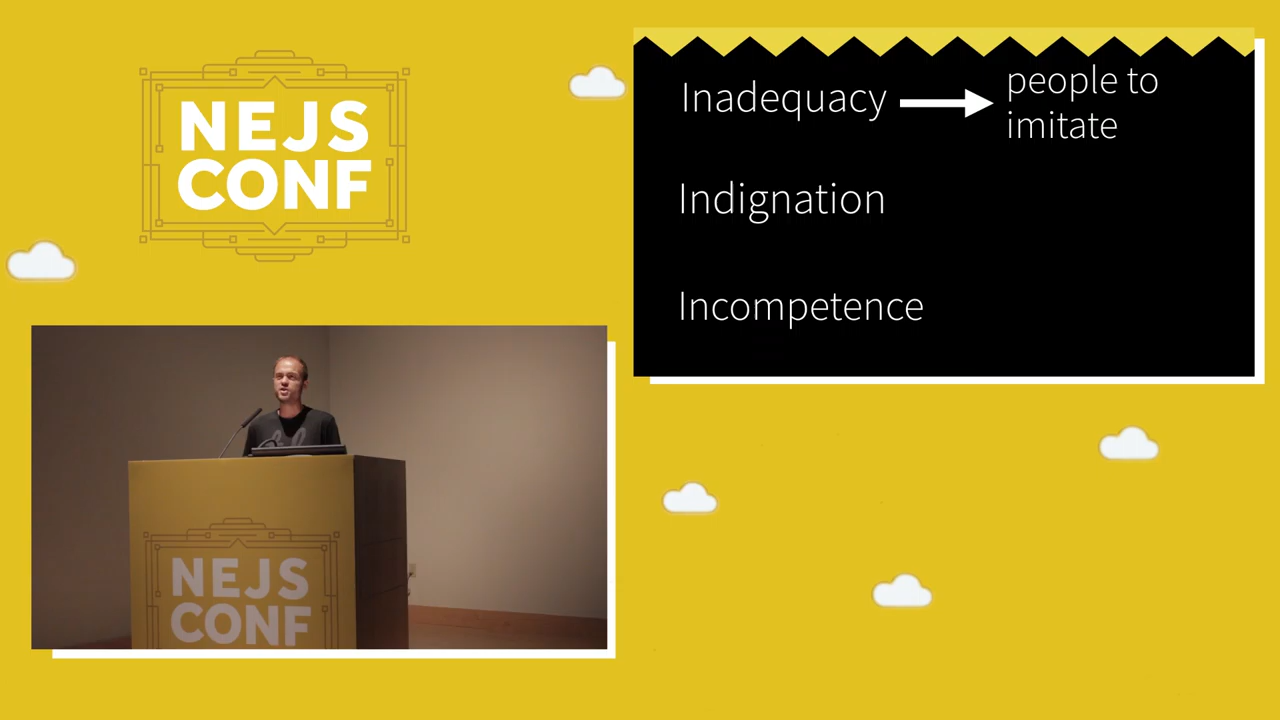 NEJS
CONF
Inadequacy
people to
imitate
Indignation
Incompetence
NEJS
CONF